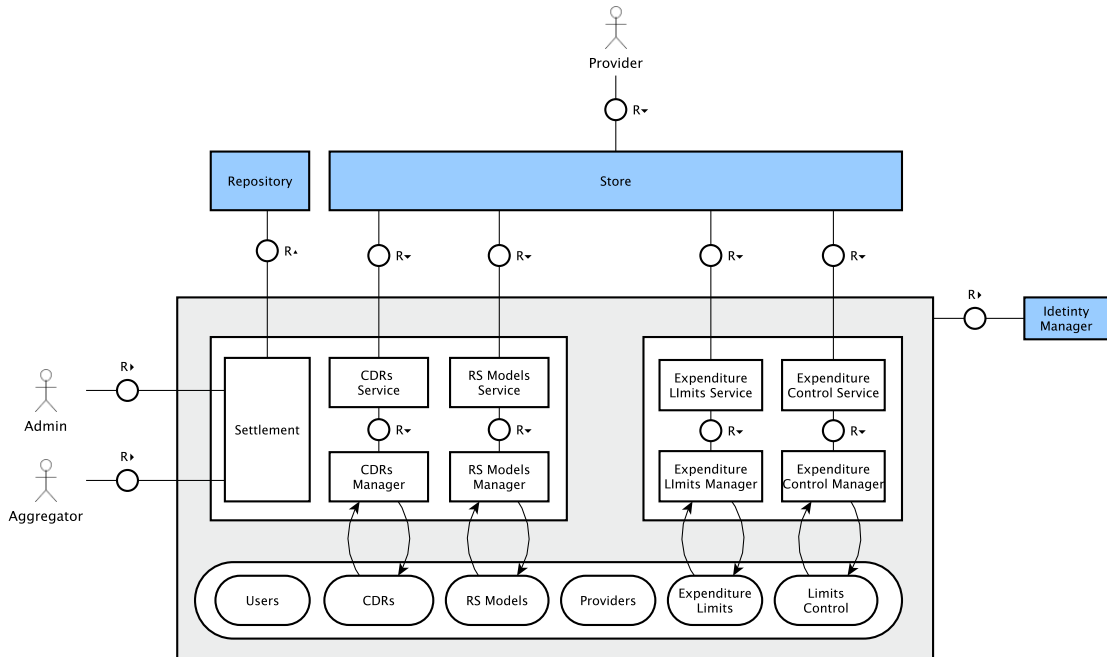 Provider
R
Repository
Store
R
R
R
R
R
R
Idetinty
Manager
R
Admin
R
Aggregator
Settlement
CDRs
Service
RS Models
Service
Expenditure
LImits Service
Expenditure
Control Service
R
R
R
R
CDRs
Manager
RS Models
Manager
Expenditure
LImits Manager
Expenditure
Control Manager
Users
CDRs
RS Models
Providers
Expenditure
Limits
Limits
Control